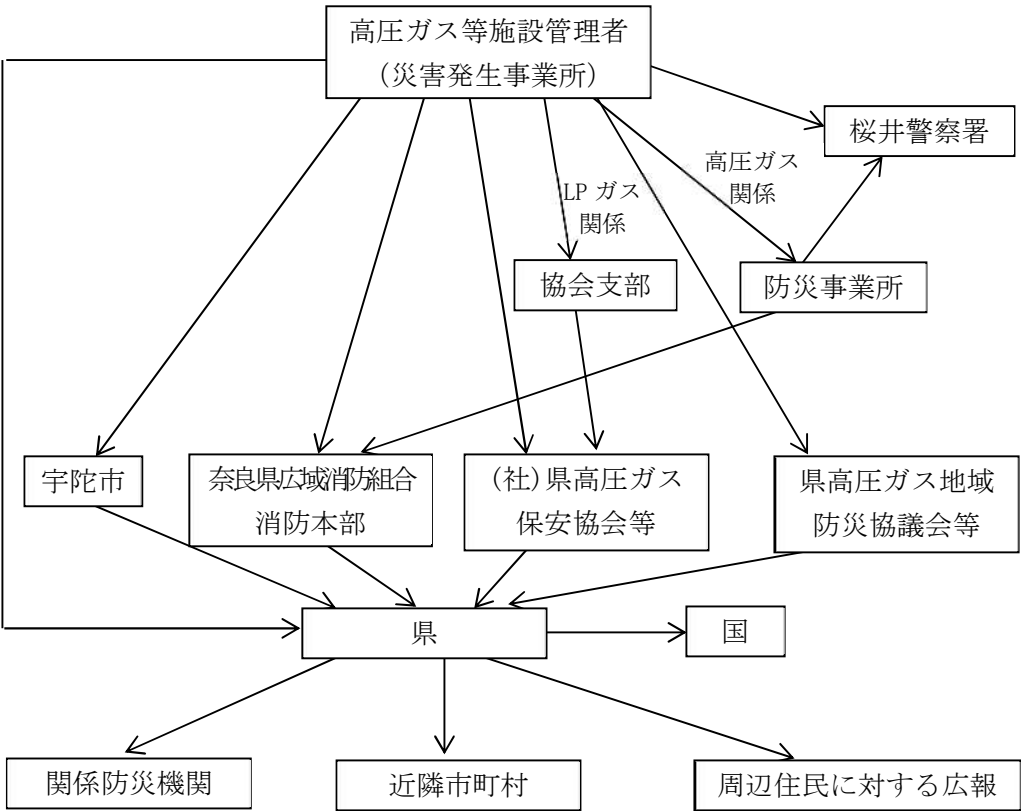 高圧ガス等施設管理者
(災害発生事業所)
桜井警察署
高圧ガス
関係
LP ガス
関係
協会支部
防災事業所
宇陀市
奈良県広域消防組合
消防本部
(社)県高圧ガス
保安協会等
県高圧ガス地域
防災協議会等
県
国
関係防災機関
近隣市町村
周辺住民に対する広報